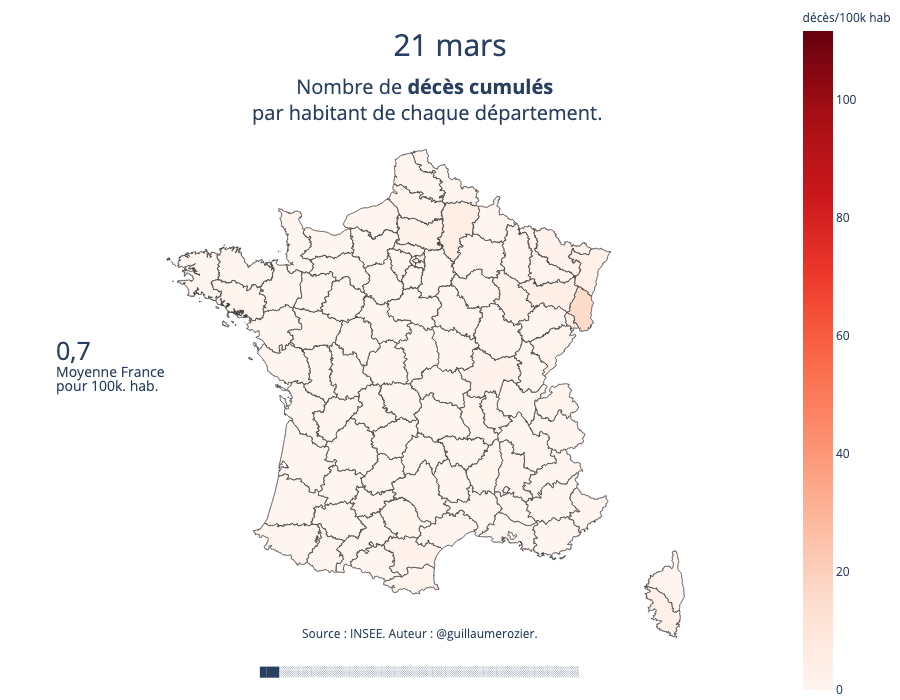 décès/100k hab
21 mars
Nombre de décès cumulés
par habitant de chaque département.
100
80
60
40
20
0
0,7
Moyenne France
pour 100k. hab.
Source : INSEE. Auteur : @guillaumerozier.